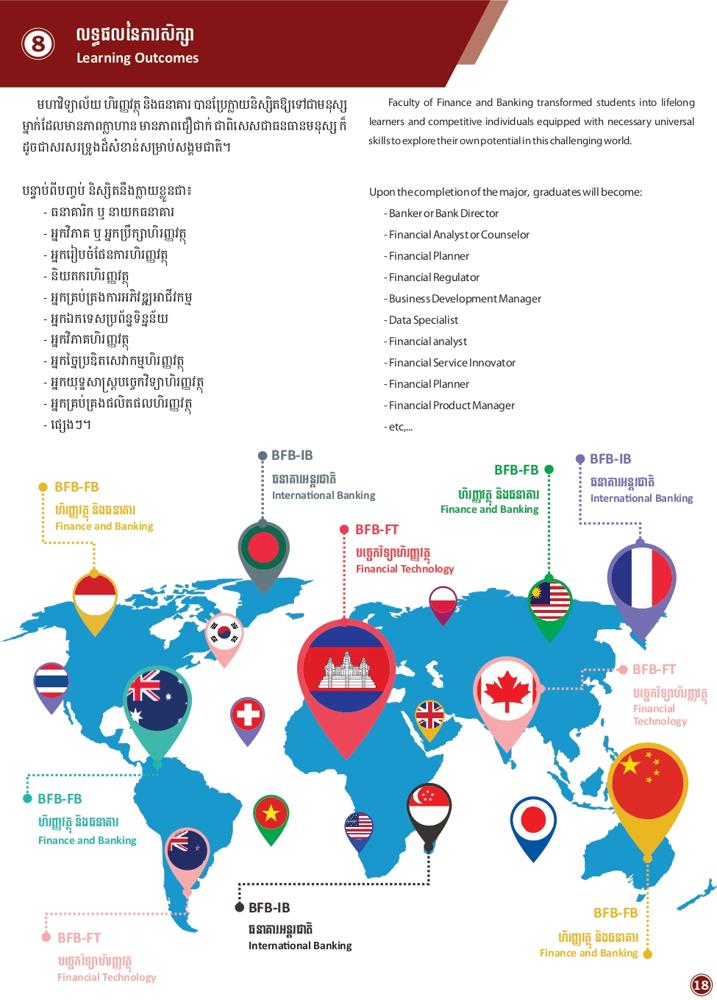 8
លទ្ធផលនៃការសិក្សា
Learning Outcomes
មហាវិទ្យាល័យ ហិរញ្ញវត្ថុ និងធនាគារ បានប្រែក្លាយនិស្សិតឱ្យទៅជាមនុស្ស
ម្នាក់ដែលមានភាពក្លាហាន មានភាពជឿជាក់ ជាពិសេសជាធនធានមនុស្ស ក៏
ដូចជាសរសរទ្រូងដ៏សំខាន់សម្រាប់សង្គមជាតិ។
បន្ទាប់ពីបញ្ចប់ និស្សិតនឹងក្លាយខ្លួនជា៖
- ធនាគារិក ឬ នាយកធនាគារ
- អ្នកវិភាគ ឬ អ្នកប្រឹក្សាហិរញ្ញវត្ថុ
- អ្នករៀបចំផែនការហិរញ្ញវត្ថុ
- និយតករហិរញ្ញវត្ថុ
- អ្នកគ្រប់គ្រងការអភិវឌ្ឍអាជីវកម្ម
- អ្នកឯកទេសប្រព័ន្ធទិន្នន័យ
- អ្នកវិភាគហិរញ្ញវត្ថុ
- អ្នកច្នៃប្រឌិតសេវាកម្មហិរញ្ញវត្ថុ
- អ្នកយុទ្ធសាស្ត្របច្ចេកវិទ្យាហិរញ្ញវត្ថុ
- អ្នកគ្រប់គ្រងផលិតផលហិរញ្ញវត្ថុ
- ផ្សេងៗ។
Faculty of Finance and Banking transformed students into lifelong
learners and competitive individuals equipped with necessary universal
skills to explore their own potential in this challenging world.
Upon the completion of the major, graduates will become:
- Banker or Bank Director
- Financial Analyst or Counselor
- Financial Planner
- Financial Regulator
- Business Development Manager
- Data Specialist
- Financial analyst
- Financial Service Innovator
- Financial Planner
- Financial Product Manager
- etc,...
BFB-IB
ធនាគារអន្តរជាតិ
International Banking
BFB-IB
ធនាគារអន្តរជាតិ
International Banking
BFB-FB
ហិរញ្ញវត្ថុ និងធនាគារ
Finance and Banking
BFB-FB
ហិរញ្ញវត្ថុ និងធនាគារ
Finance and Banking
BFB-FT
បច្ចេកវិទ្យាហិរញ្ញវត្ថុ
Financial Technology
BFB-FT
បច្ចេកវិទ្យាហិរញ្ញវត្ថុ
Financial
Technology
BFB-FB
ហិរញ្ញវត្ថុ និងធនាគារ
Finance and Banking
BFB-IB
ធនាគារអន្តរជាតិ
International Banking
BFB-FB
ហិរញ្ញវត្ថុ និងធនាគារ
Finance and Banking
BFB-FT
បច្ចេកវិទ្យាហិរញ្ញវត្ថុ
Financial Technology
18